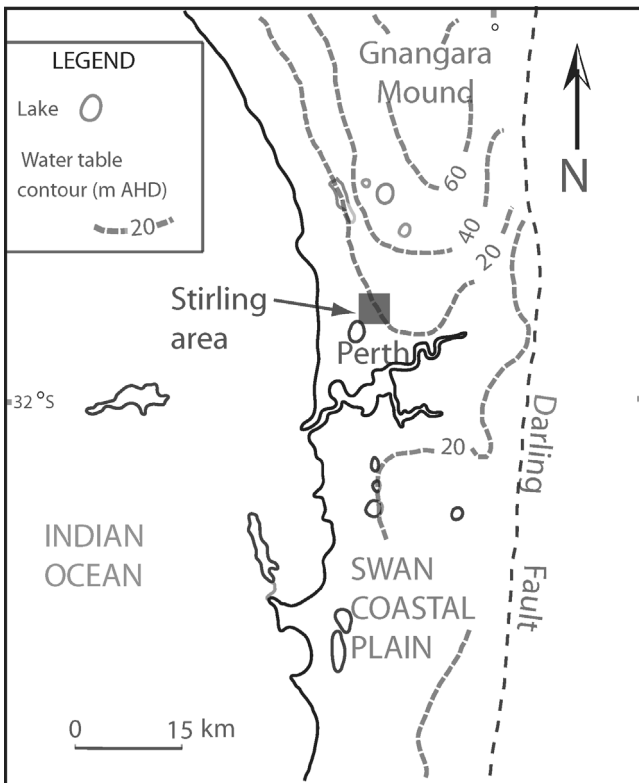 LEGEND
Lake
Water table
contour (m AHD)
20
Gnangara
Mound
N
60
40
20
Stirling
area
Perth
32°S
Darling
Fault
20
INDIAN
OCEAN
SWAN
COASTAL
PLAIN
0
15 km